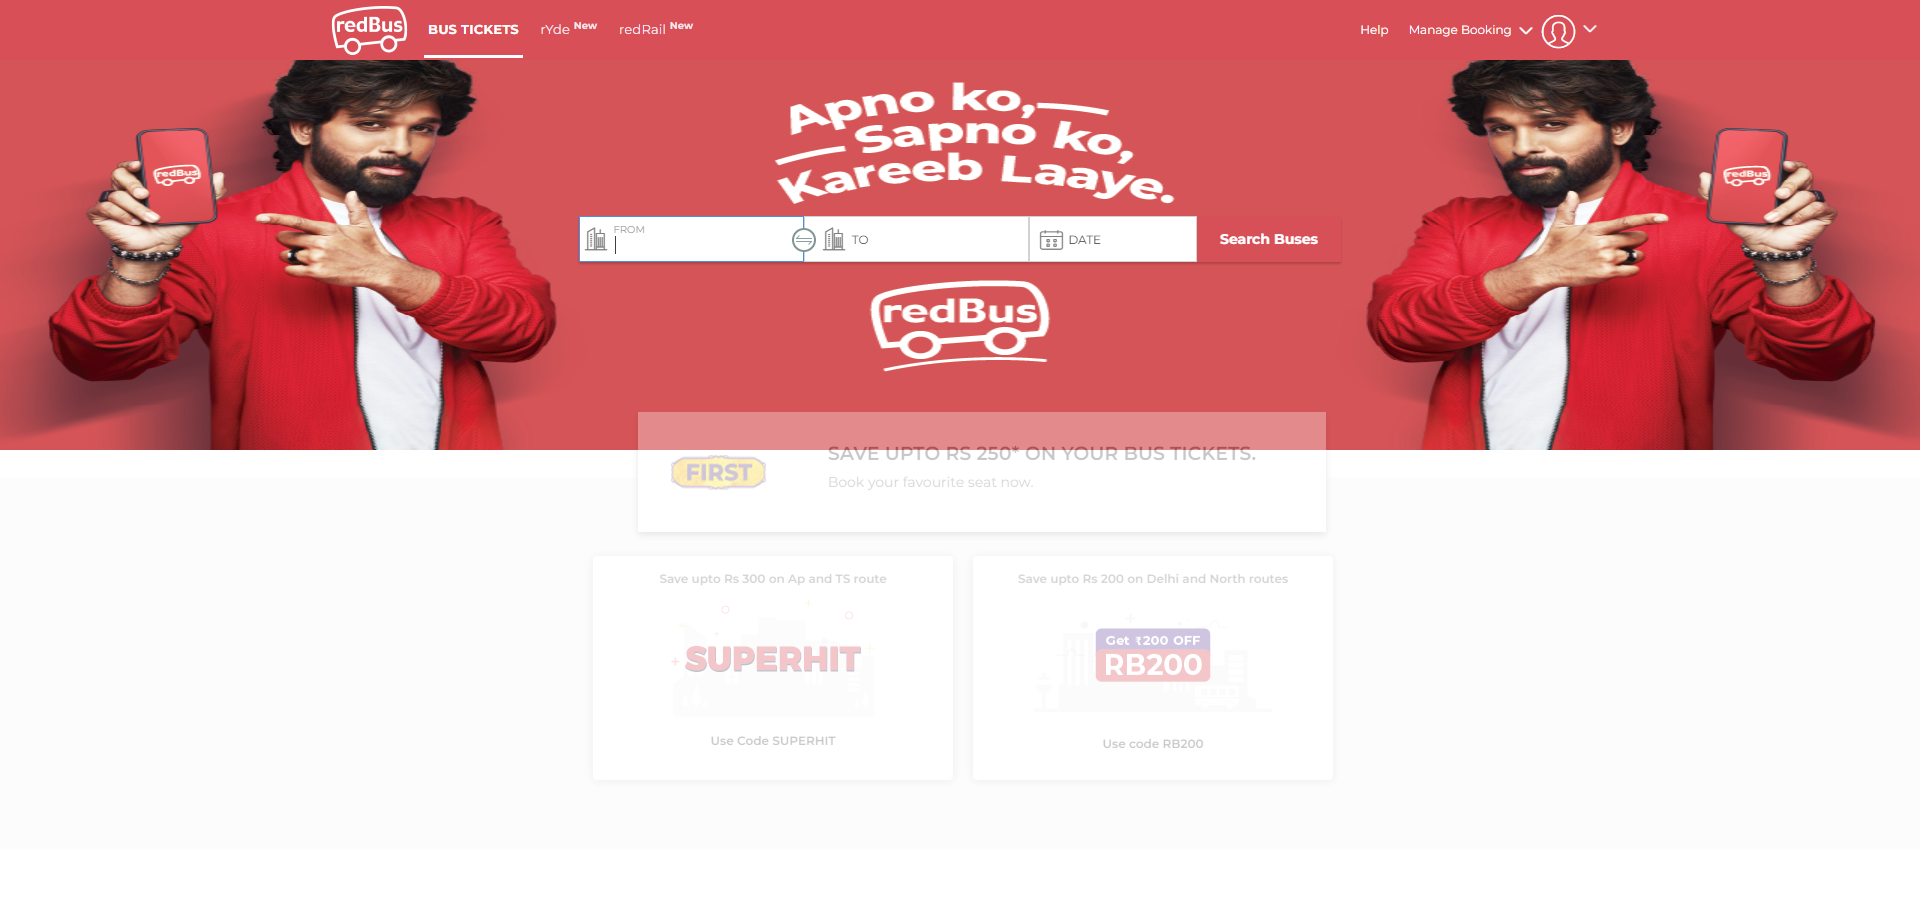 redBus
BUS TICKETS
rYde New
redRail New
Help
Manage Booking
Apno ko,
Sapno ko,
Kareeb Laaye.
redBus
redBus
FROM
TO
DATE
Search Buses
redBus
SAVE UPTO RS 250* ON YOUR BUS TICKETS.
FIRST
Book your favourite seat now.
Save upto Rs 300 on Ap and TS route
SUPERHIT
Use Code SUPERHIT
Save upto Rs 200 on Delhi and North routes
Get ₹200 OFF
RB200
Use code RB200